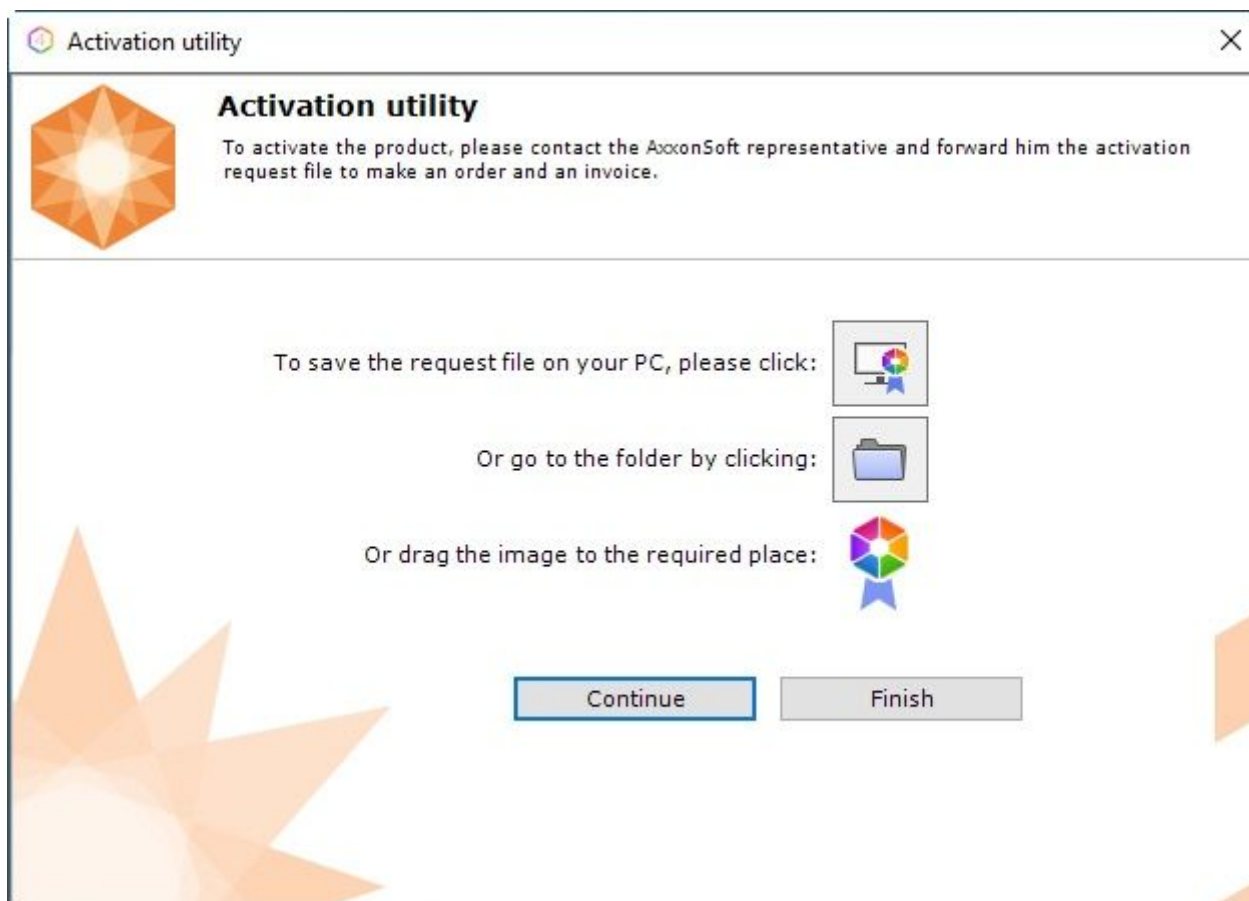 Activation utility
Activation utility
To activate the product, please contact the AxxonSoft representative and forward him the activation
request file to make an order and an invoice.
To save the request file on your PC, please click:
Or go to the folder by clicking:
Or drag the image to the required place:
Continue
Finish